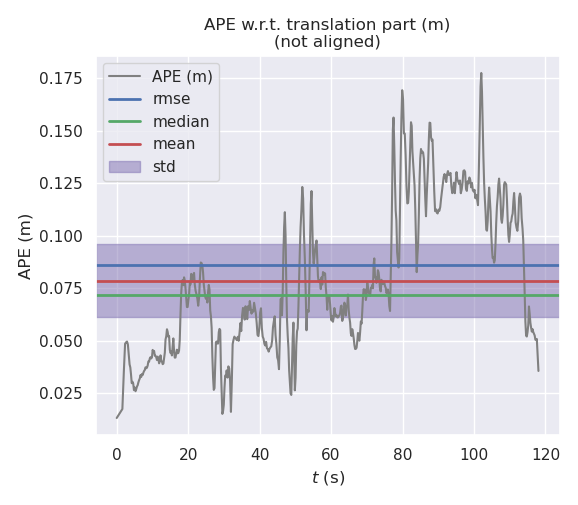 APE w.r.t. translation part (m)
(not aligned)
APE (m)
rmse
median
mean
std
APE (m)
0.175
0.150
0.125
0.100
0.075
0.050
0.025
0 20 40 60 80 100 120
t (s)